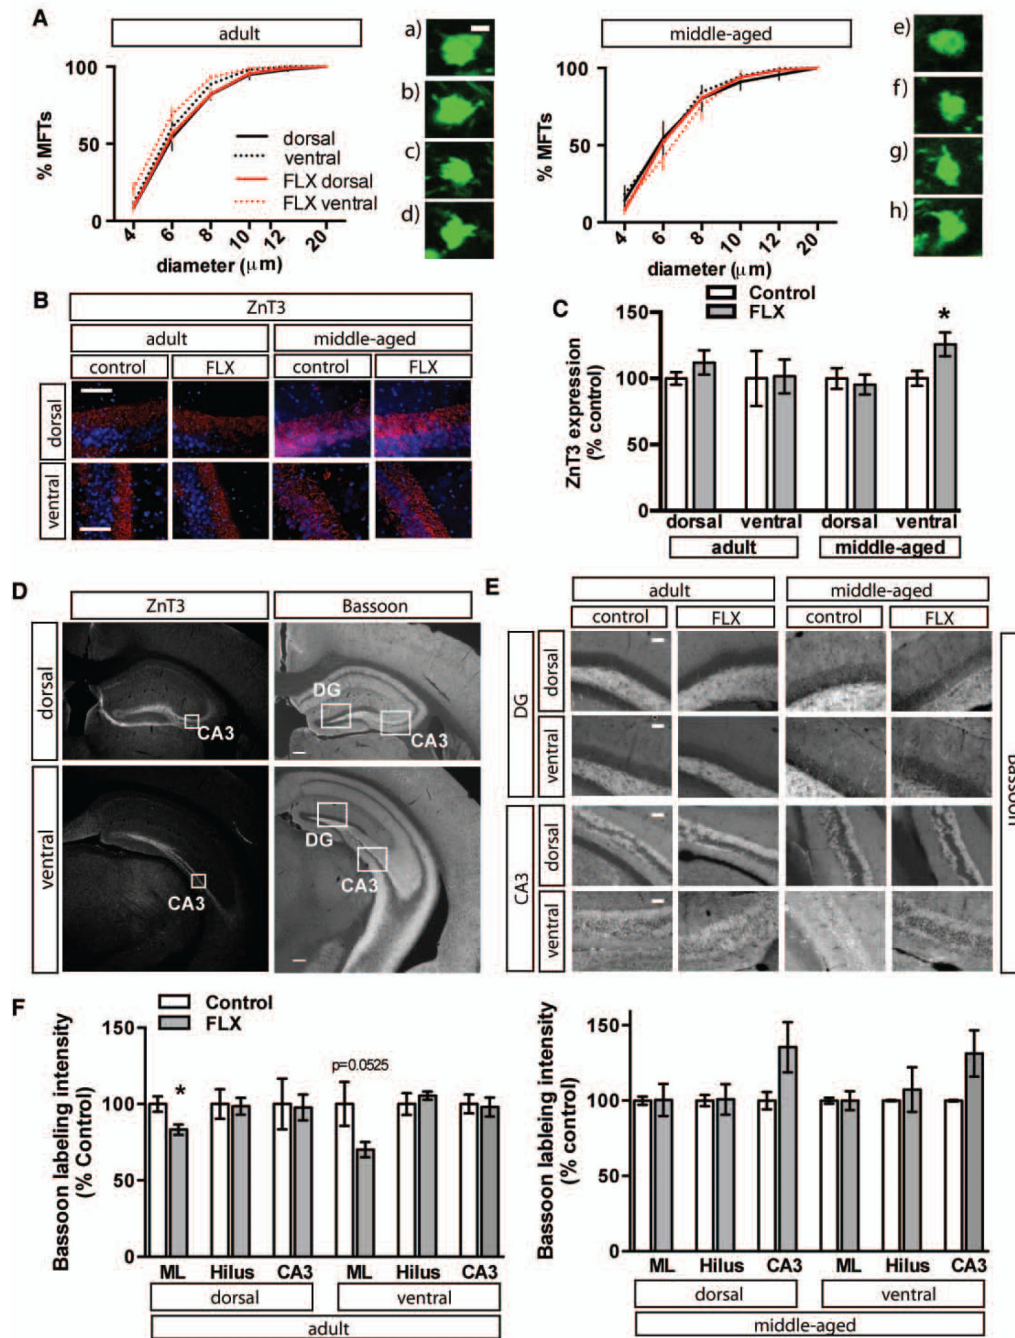 A
adult
middle-aged
a)
b)
c)
d)
e)
f)
g)
h)
% MFTs
100
50
0
4 6 8 10 12 20
diameter (μm)
dorsal
ventral
FLX dorsal
FLX ventral
% MFTs
100
50
0
4 6 8 10 12 20
diameter (μm)
B
ZnT3
adult middle-aged
control FLX control FLX
dorsal
ventral
C
Control
FLX
ZnT3 expression
(% control)
150
100
50
0
*
dorsal ventral dorsal ventral
adult middle-aged
D
ZnT3 Bassoon
dorsal
ventral
CA3
DG
CA3
CA3
DG
CA3
E
adult middle-aged
control FLX control FLX
DG
dorsal
ventral
CA3
dorsal
ventral
F
Control
FLX
Bassoon labeling intensity
(% Control)
150
100
50
0
*
p=0.0525
ML Hilus CA3 ML Hilus CA3
dorsal ventral
adult
Bassoon lableing intensity
(% control)
150
100
50
0
ML Hilus CA3 ML Hilus CA3
dorsal ventral
middle-aged